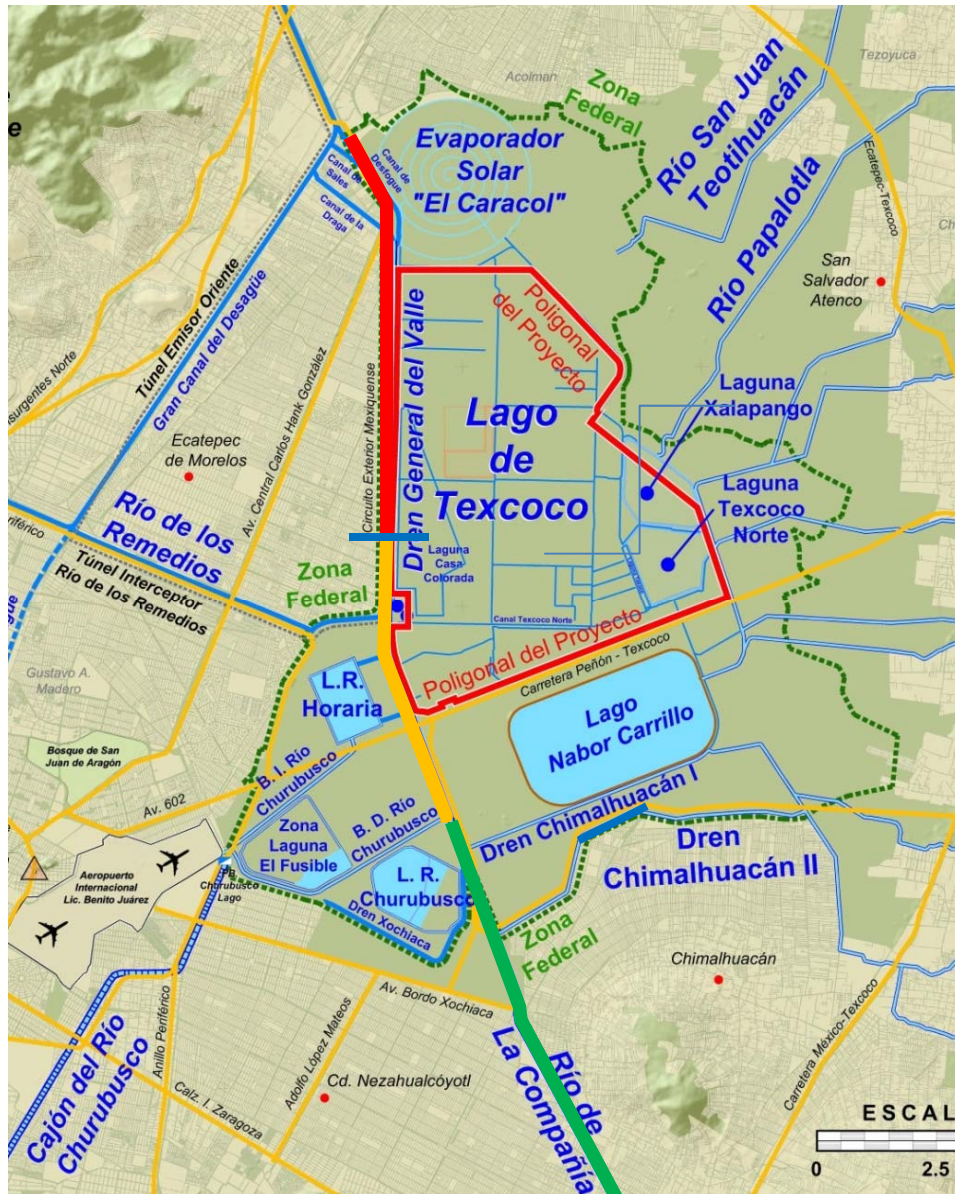 Tezoyuca
Acolman
Zona
Federal
Río San Juan
Teotihuacán
Río Papalotla
Ecatepec-Texcoco
Evaporador
Solar
"El Caracol"
Canal de
Desfogue
Canal de
Sales
Canal de la
Draga
San
Salvador
Atenco
Túnel Emisor Oriente
Gran Canal del Desagüe
Insurgentes Norte
Poligonal
del Proyecto
Laguna
Xalapango
Lago
de
Texcoco
Dren General del Valle
Circuito Exterior Mexiquense
Av. Central Carlos Hank González
Ecatepec
de Morelos
Laguna
Texcoco
Norte
Río de los
Remedios
Periférico
Túnel Interceptor
Río de los Remedios
Zona
Federal
Laguna
Casa
Colorada
Canal Texcoco Norte
Poligonal del Proyecto
Carretera Peñón - Texcoco
Gustavo A.
Madero
L.R.
Horaria
Lago
Nabor Carrillo
Bosque de San
Juan de Aragón
Av. 602
B. I. Río
Churubusco
B. D. Río
Churubusco
Zona
Laguna
El Fusible
Dren Chimalhuacán I
Dren
Chimalhuacán II
Aeropuerto
Internacional
Lic. Benito Juárez
PB.
Churubusco
Lago
L. R.
Churubusco
Dren Xochiaca
Zona
Federal
Chimalhuacán
Av. Bordo Xochiaca
Cajón del Río
Churubusco
Anillo Periférico
Adolfo López Mateos
Calz. I. Zaragoza
Cd. Nezahualcóyotl
Río de
La Compañía
Carretera México-Texcoco
ESCAL
0 2.5